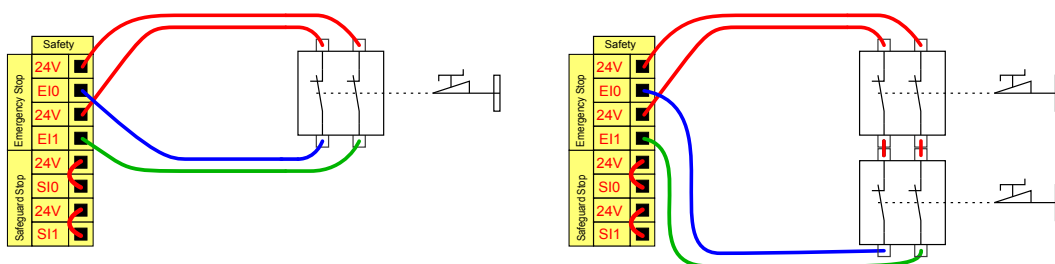 Safety
Emergency Stop
24V
EI0
24V
EI1
Safeguard Stop
24V
SI0
24V
SI1
Safety
Emergency Stop
24V
EI0
24V
EI1
Safeguard Stop
24V
SI0
24V
SI1